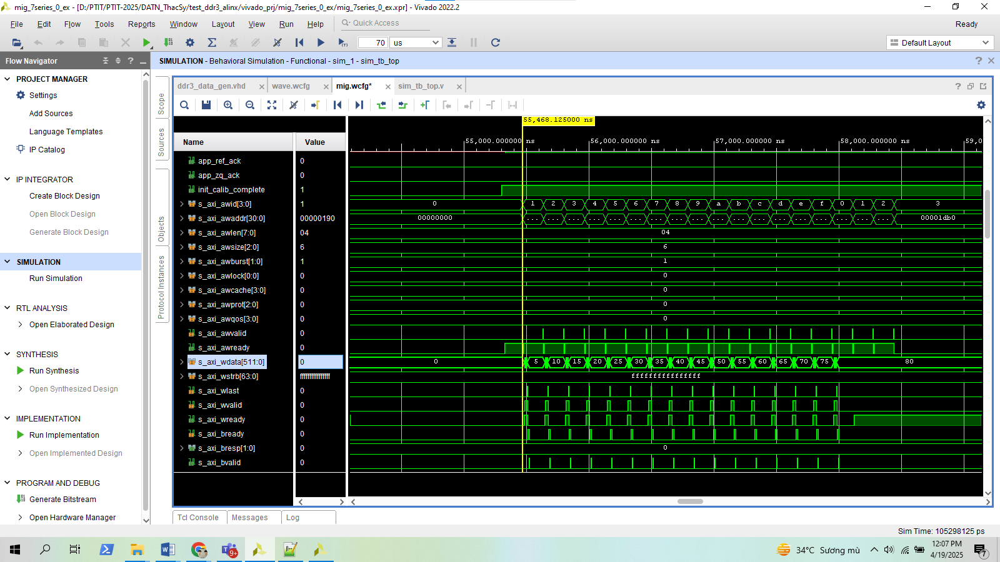 mig_7series_0_ex - [D:/PTIT/PTIT-2025/DATN_ThacSy/test_ddr3_alinx/vivado_prj/mig_7series_0_ex/mig_7series_0_ex.xpr] - Vivado 2022.2
File Edit Flow Tools Reports Window Layout View Run Help Quick Access Ready
70 us Default Layout
Flow Navigator
SIMULATION - Behavioral Simulation - Functional - sim_1 - sim_tb_top
PROJECT MANAGER
Settings
Add Sources
Language Templates
IP Catalog
IP INTEGRATOR
Create Block Design
Open Block Design
Generate Block Design
SIMULATION
Run Simulation
RTL ANALYSIS
Open Elaborated Design
SYNTHESIS
Run Synthesis
Open Synthesized Design
IMPLEMENTATION
Run Implementation
Open Implemented Design
PROGRAM AND DEBUG
Generate Bitstream
Open Hardware Manager
Scope
Sources
Objects
Protocol Instances
ddr3_data_gen.vhd wave.wcfg mig.wcfg* sim_tb_top.v
55,468.125000 ns
Name Value
55,000.000000 ns 56,000.000000 ns 57,000.000000 ns 58,000.000000 ns 59,0
app_ref_ack 0
app_zq_ack 0
init_calib_complete 1
s_axi_awid[3:0] 1 0 1 2 3 4 5 6 7 8 9 a b c d e f 0 1 2 3
s_axi_awaddr[30:0] 00000190 00000000 ... ... ... ... ... ... ... ... ... ... ... ... ... ... ... ... ... ... 00001db0
s_axi_awlen[7:0] 04 04
s_axi_awsize[2:0] 6 6
s_axi_awburst[1:0] 1 1
s_axi_awlock[0:0] 0 0
s_axi_awcache[3:0] 0 0
s_axi_awprot[2:0] 0 0
s_axi_awqos[3:0] 0 0
s_axi_awvalid 0
s_axi_awready 0
s_axi_wdata[511:0] 0 0 5 10 15 20 25 30 35 40 45 50 55 60 65 70 75 80
s_axi_wstrb[63:0] ffffffffffffffff ffffffffffffffff
s_axi_wlast 0
s_axi_wvalid 0
s_axi_wready 0
s_axi_bready 0
s_axi_bresp[1:0] 0 0
s_axi_bvalid 0
Tcl Console Messages Log
Sim Time: 105298125 ps
9+
34°C Sương mù
12:07 PM
4/19/2025
7